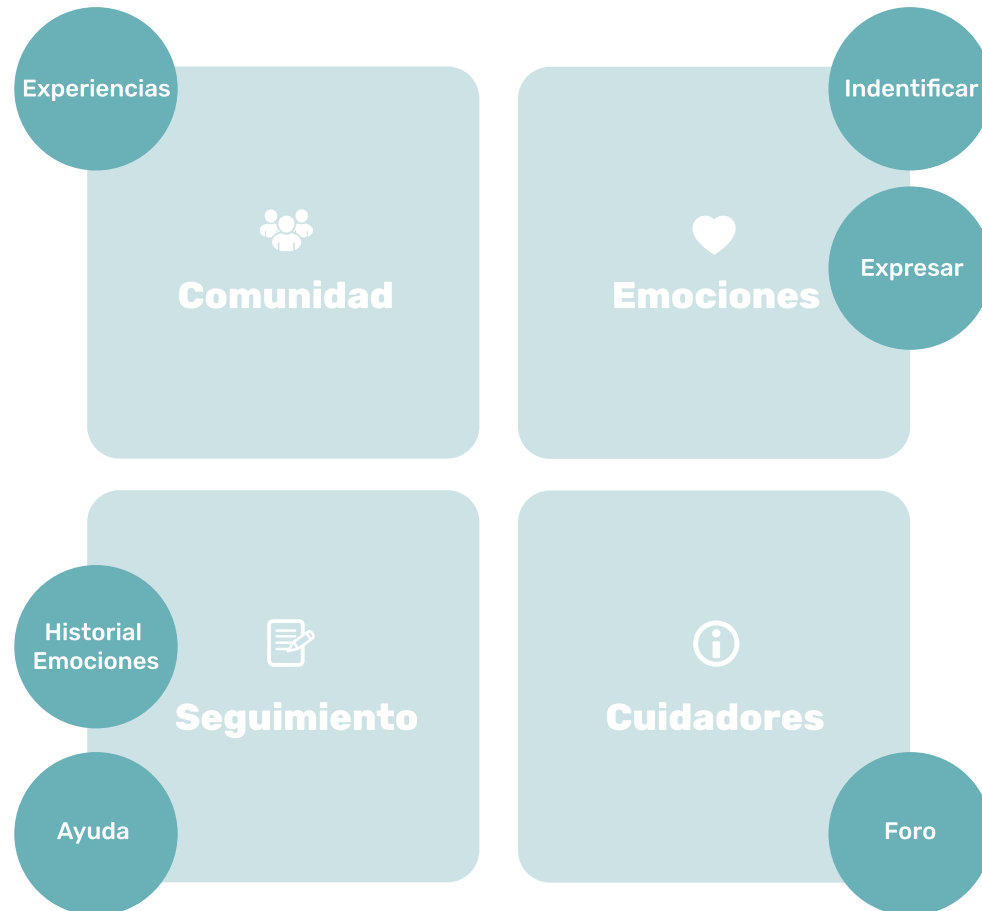 Experiencias
Comunidad
Indentificar
Expresar
Emociones
Historial
Emociones
Seguimiento
Ayuda
Cuidadores
Foro